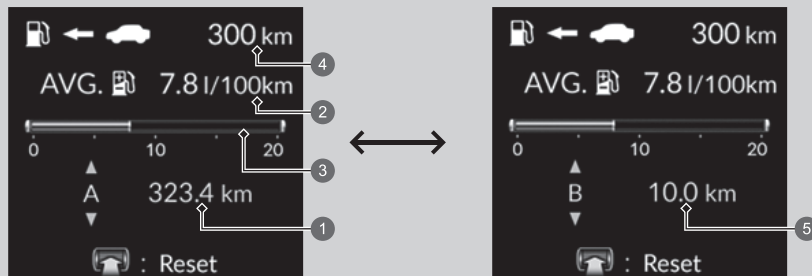 300 km
AVG. 7.8 l/100km
0 10 20
A 323.4 km
: Reset
4
2
3
1
300 km
AVG. 7.8 l/100km
0 10 20
B 10.0 km
: Reset
5